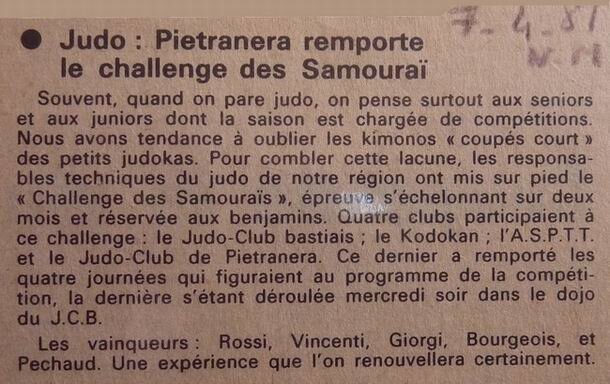 7-4-81
N.M
● Judo : Pietranera remporte
le challenge des Samouraï
Souvent, quand on pare judo, on pense surtout aux seniors
et aux juniors dont la saison est chargée de compétitions.
Nous avons tendance à oublier les kimonos « coupés court »
des petits judokas. Pour combler cette lacune, les responsa-
bles techniques du judo de notre région ont mis sur pied le
« Challenge des Samouraïs », épreuve s'échelonnant sur deux
mois et réservée aux benjamins. Quatre clubs participaient à
ce challenge : le Judo-Club bastiais ; le Kodokan ; l'A.S.P.T.T.
et le Judo-Club de Pietranera. Ce dernier a remporté les
quatre journées qui figuraient au programme de la compéti-
tion, la dernière s'étant déroulée mercredi soir dans le dojo
du J.C.B.
Les vainqueurs : Rossi, Vincenti, Giorgi, Bourgeois, et
Pechaud. Une expérience que l'on renouvellera certainement.